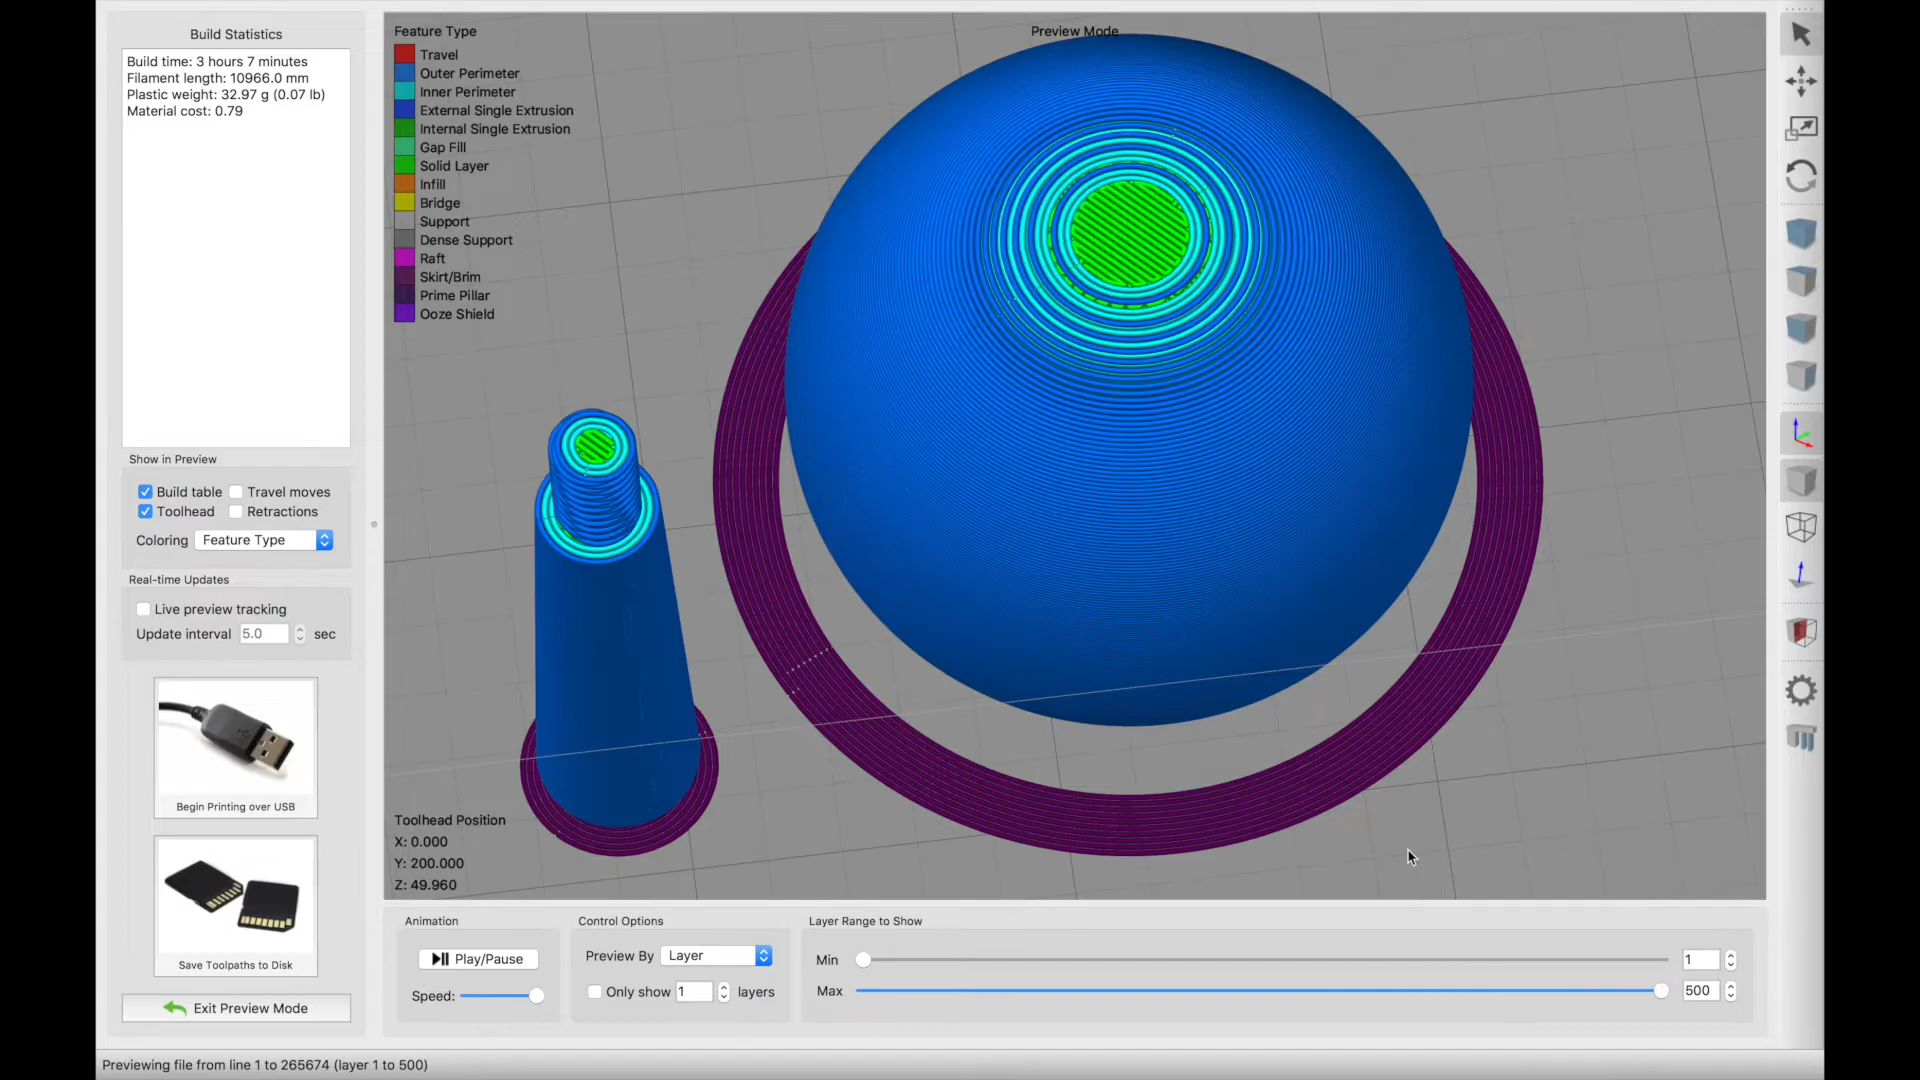 Build Statistics
Build time: 3 hours 7 minutes
Filament length: 10966.0 mm
Plastic weight: 32.97 g (0.07 lb)
Material cost: 0.79
Show in Preview
Build table
Travel moves
Toolhead
Retractions
Coloring Feature Type
Real-time Updates
Live preview tracking
Update interval 5.0 sec
Begin Printing over USB
Save Toolpaths to Disk
Exit Preview Mode
Feature Type
Travel
Outer Perimeter
Inner Perimeter
External Single Extrusion
Internal Single Extrusion
Gap Fill
Solid Layer
Infill
Bridge
Support
Dense Support
Raft
Skirt/Brim
Prime Pillar
Ooze Shield
Preview Mode
Toolhead Position
X: 0.000
Y: 200.000
Z: 49.960
Animation
Play/Pause
Speed:
Control Options
Preview By Layer
Only show 1 layers
Layer Range to Show
Min 1
Max 500
Previewing file from line 1 to 265674 (layer 1 to 500)